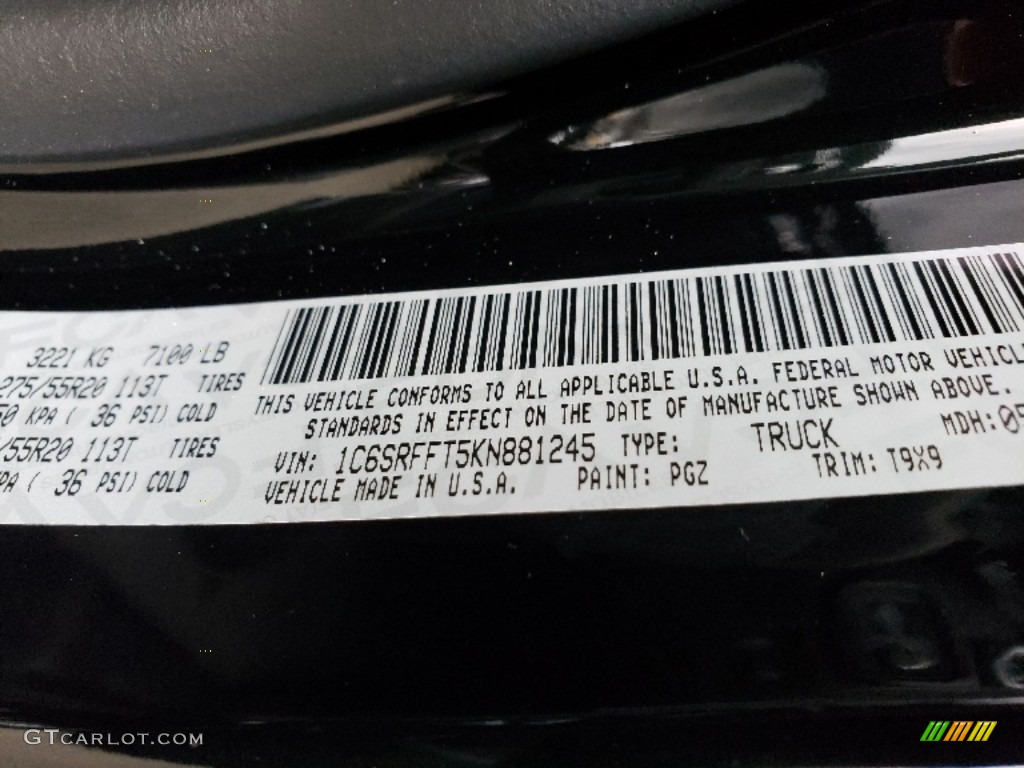 3221 KG 7100 LB
275/55R20 113T TIRES
0 KPA ( 36 PSI) COLD
/55R20 113T TIRES
PA ( 36 PSI) COLD
THIS VEHICLE CONFORMS TO ALL APPLICABLE U.S.A. FEDERAL MOTOR VEHICL
STANDARDS IN EFFECT ON THE DATE OF MANUFACTURE SHOWN ABOVE.
VIN: 1C6SRFFT5KN881245 TYPE: TRUCK MDH: 05
VEHICLE MADE IN U.S.A. PAINT: PGZ TRIM: T9X9
GTCARLOT.COM